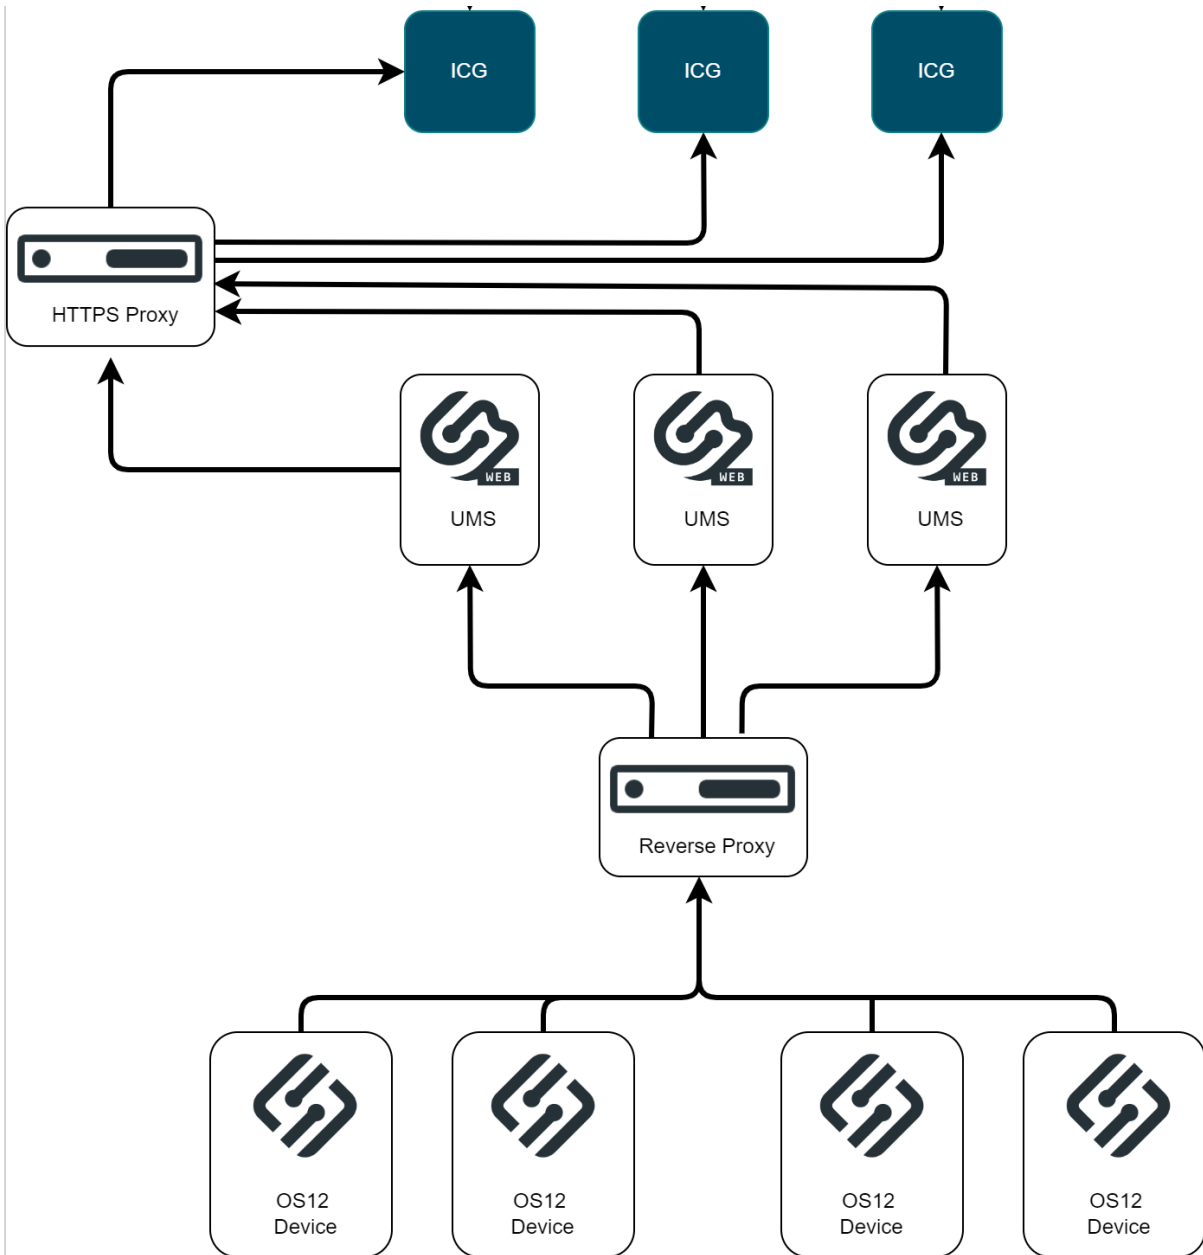 ICG
ICG
ICG
HTTPS Proxy
WEB
WEB
WEB
UMS
UMS
UMS
Reverse Proxy
OS12
Device
OS12
Device
OS12
Device
OS12
Device